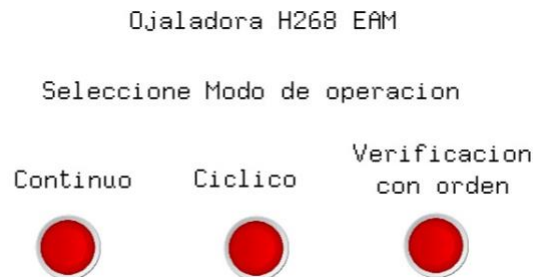 Ojaladora H268 EAM
Seleccione Modo de operacion
Continuo
Ciclico
Verificacion
con orden